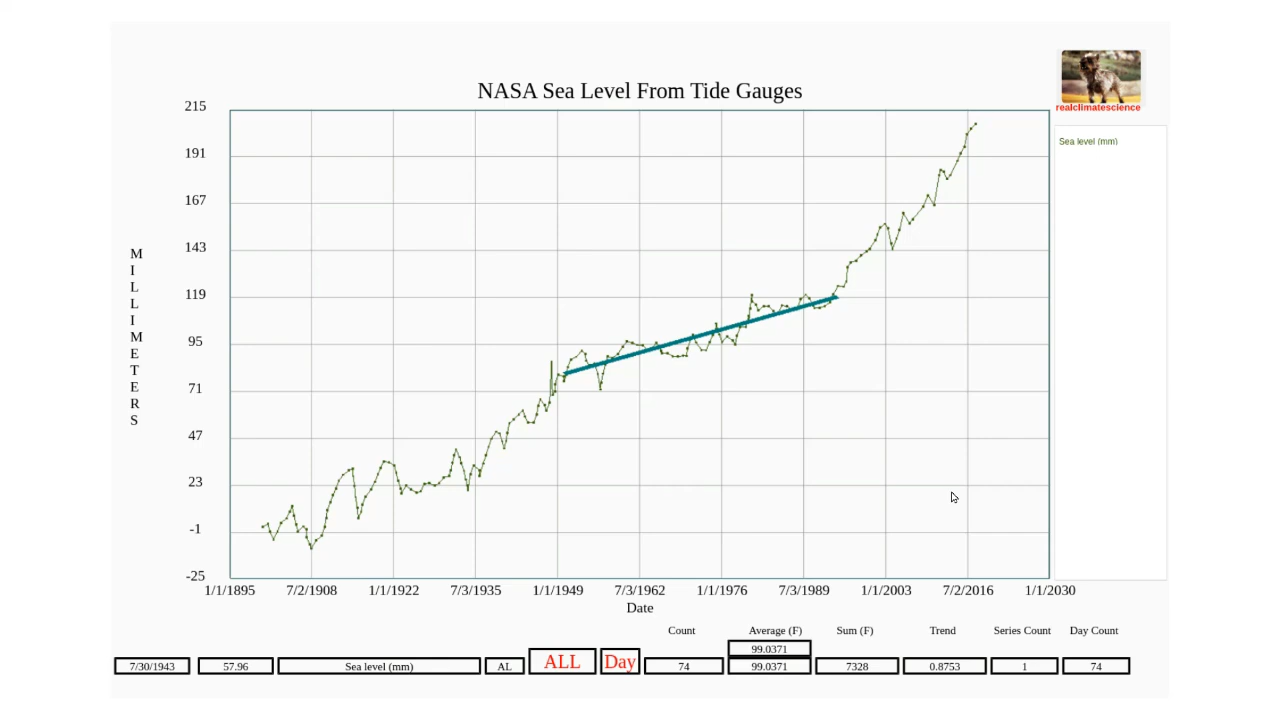 NASA Sea Level From Tide Gauges
realclimatescience
Sea level (mm)
215
191
167
143
119
95
71
47
23
-1
-25
MILLIMETERS
1/1/1895 7/2/1908 1/1/1922 7/3/1935 1/1/1949 7/3/1962 1/1/1976 7/3/1989 1/1/2003 7/2/2016 1/1/2030
Date
Count Average (F) Sum (F) Trend Series Count Day Count
99.0371
7/30/1943 57.96 Sea level (mm) AL ALL Day 74 99.0371 7328 0.8753 1 74